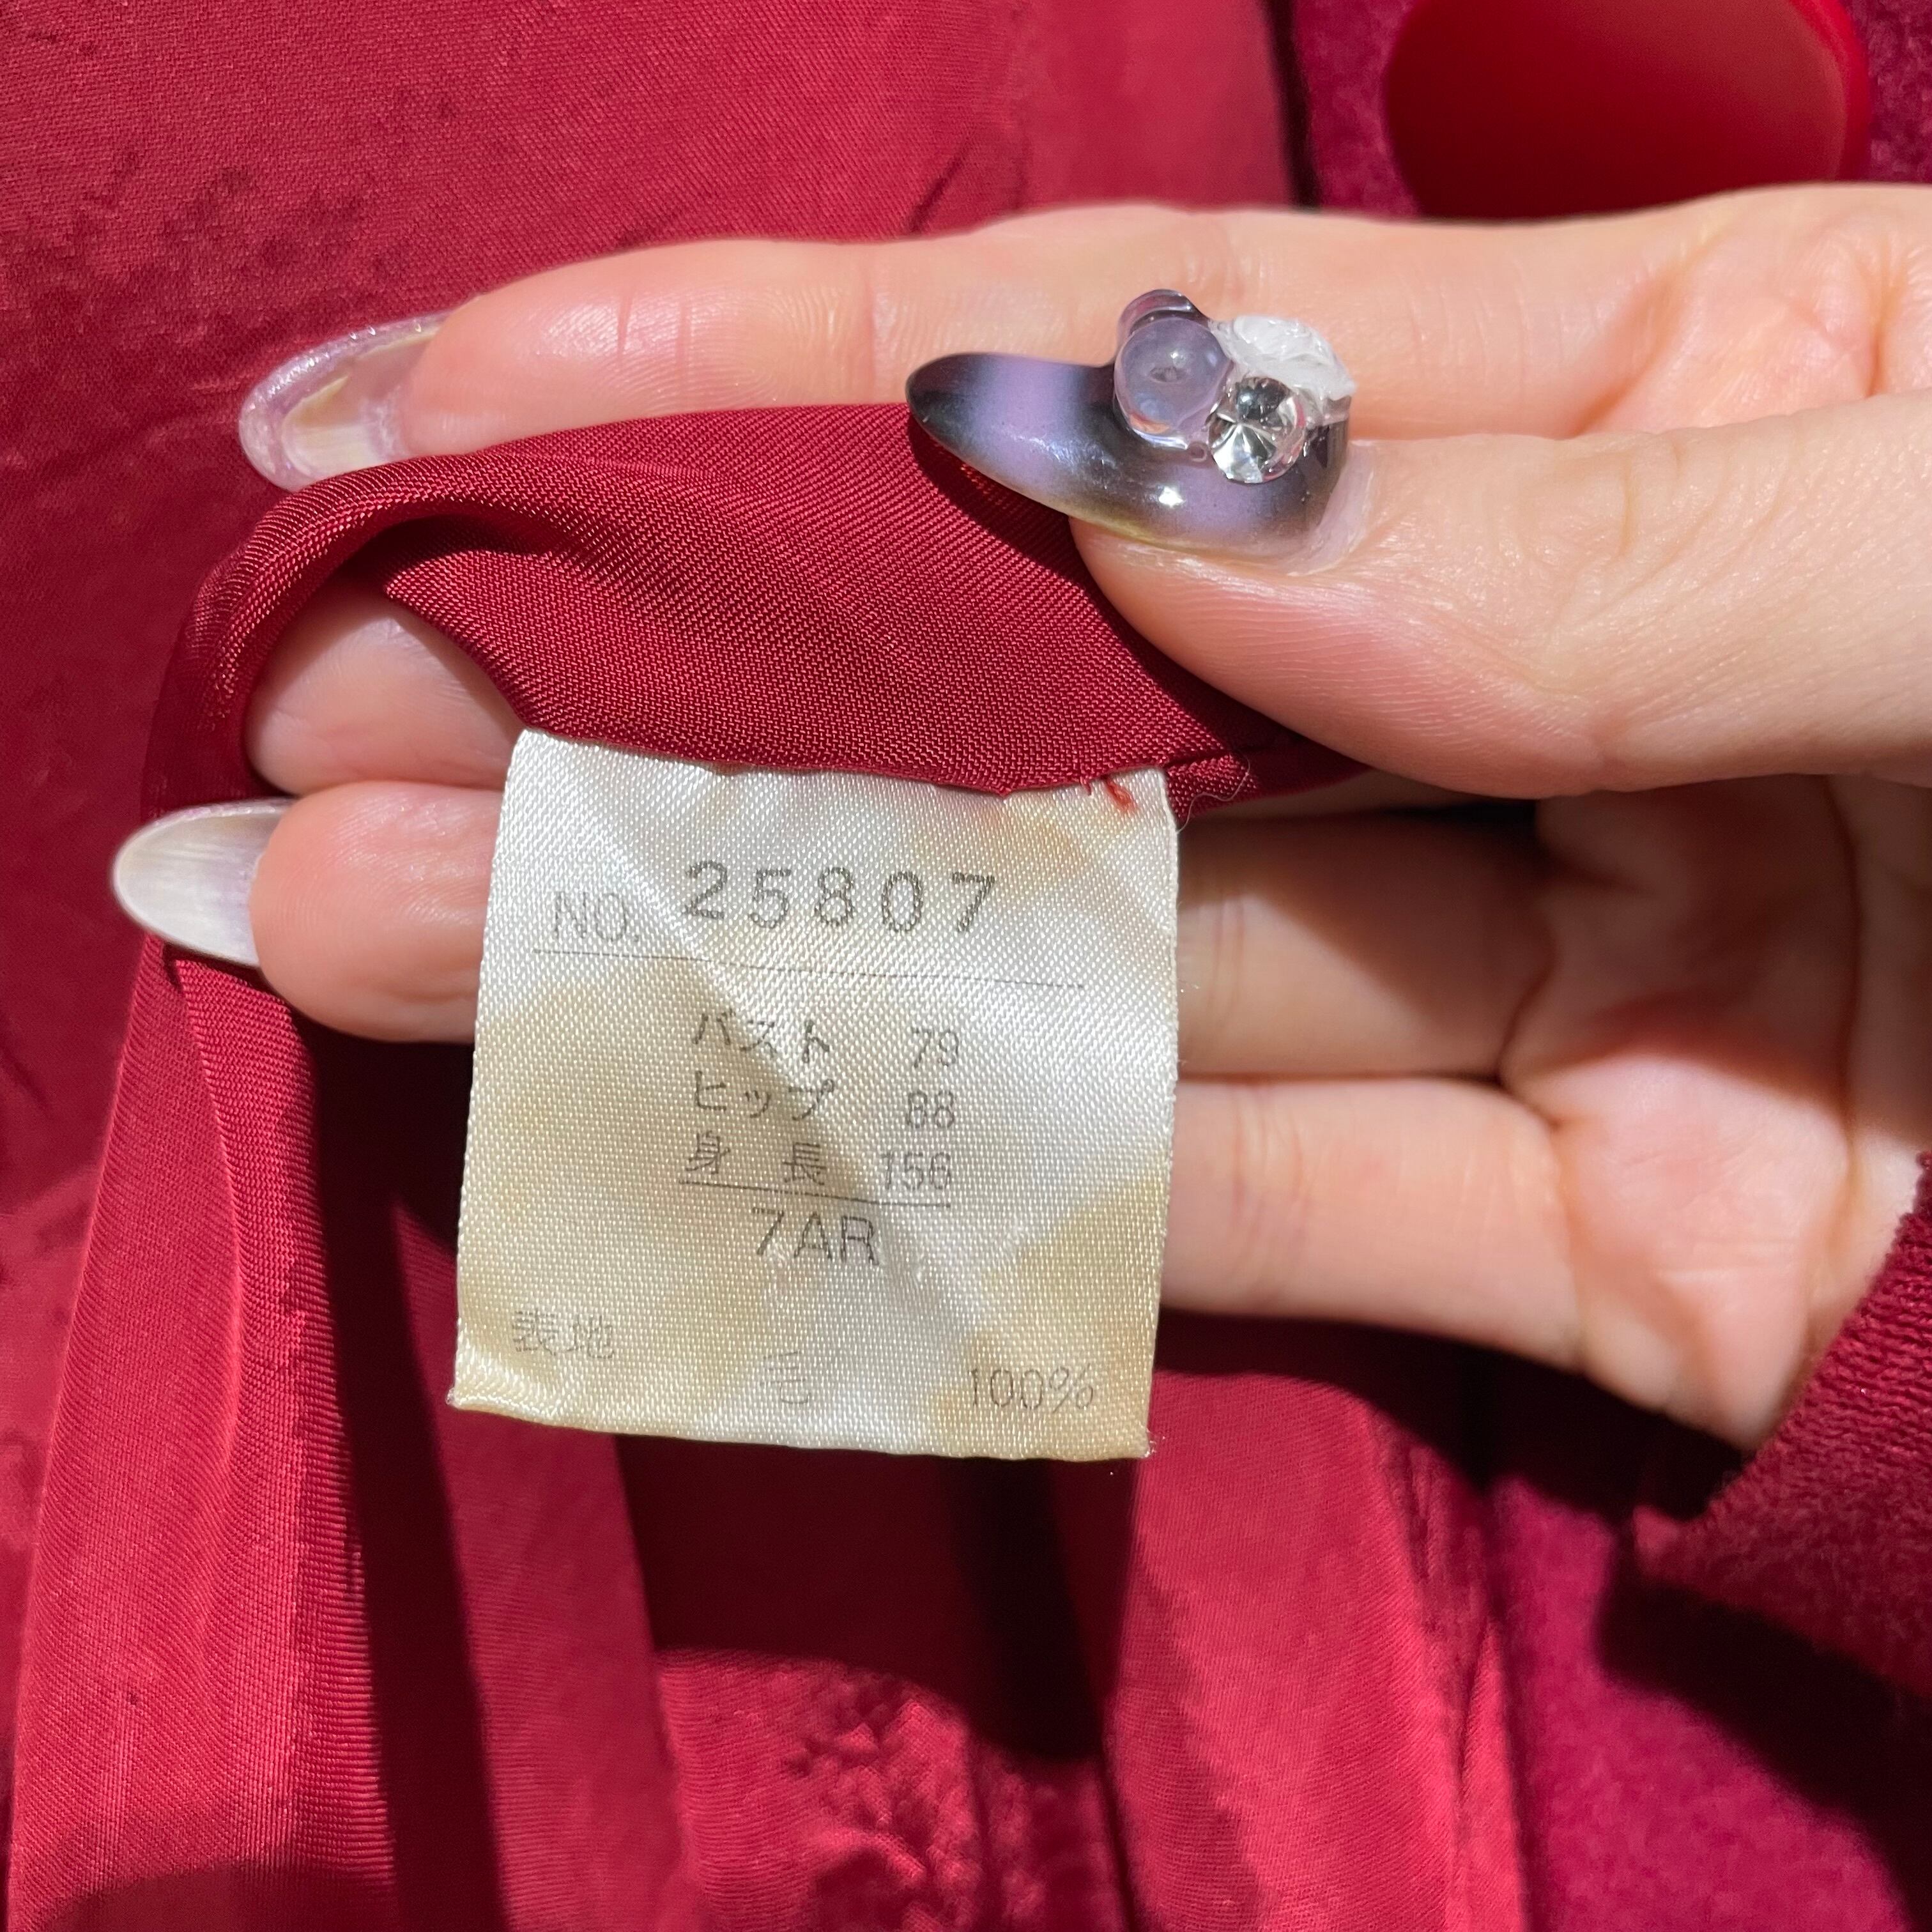 NO. 25807
バスト 79
ヒップ 88
身長 156
7AR
表地
毛 100%